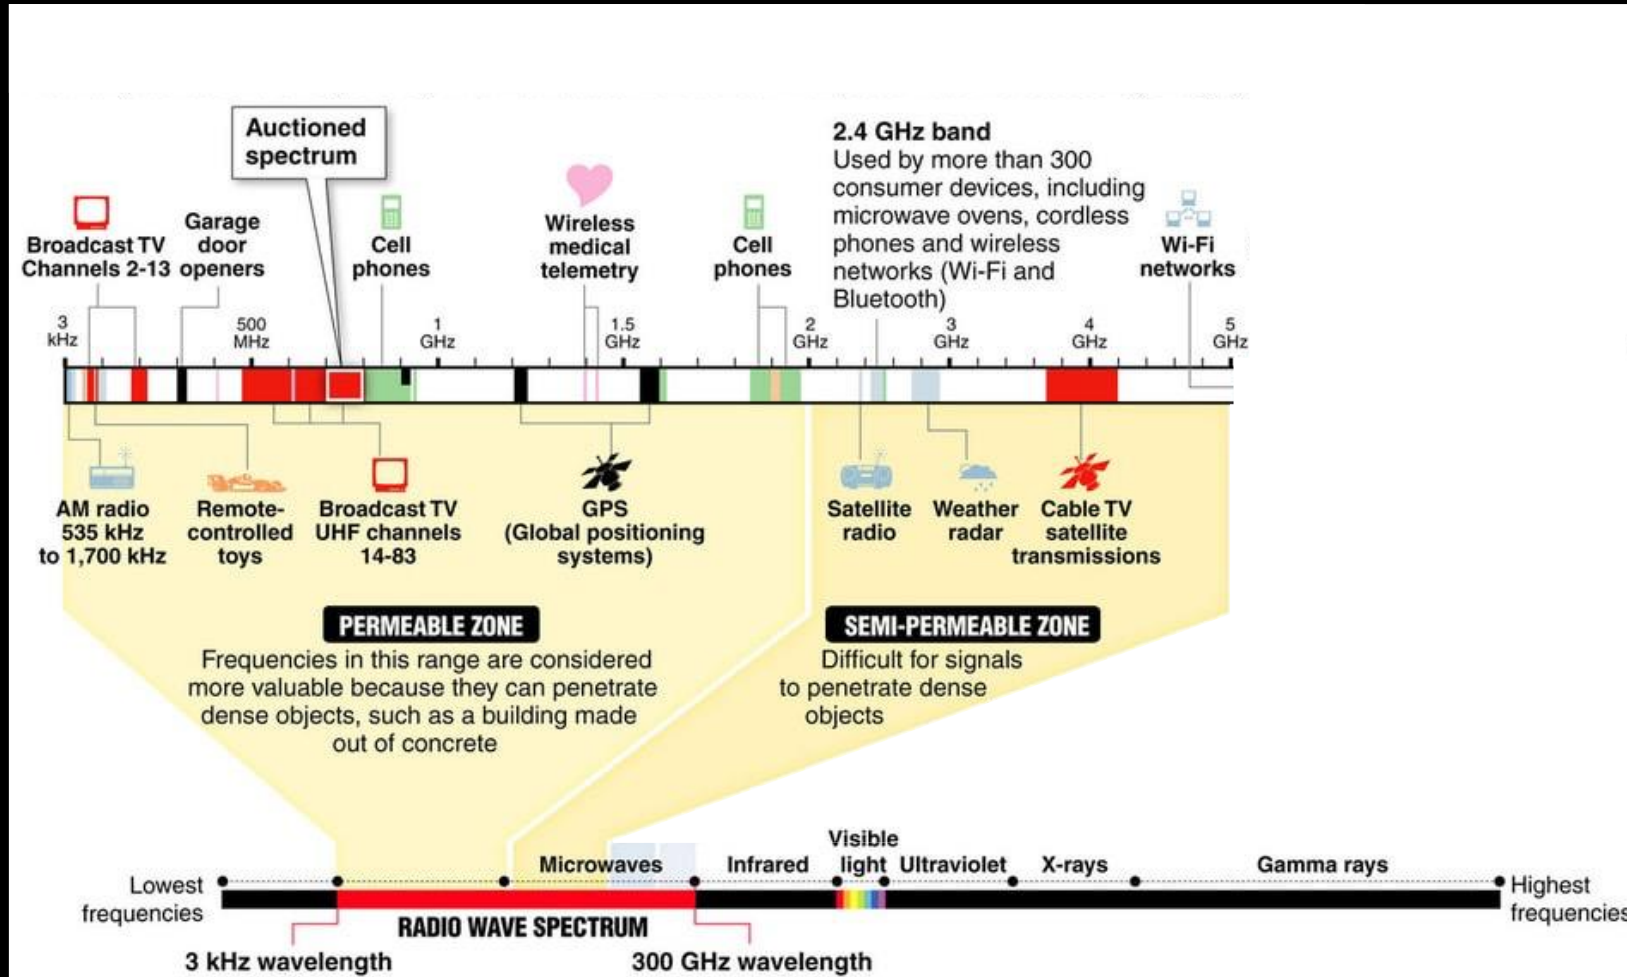 Auctioned
spectrum
2.4 GHz band
Used by more than 300
consumer devices, including
microwave ovens, cordless
phones and wireless
networks (Wi-Fi and
Bluetooth)
Broadcast TV
Channels 2-13
Garage
door
openers
Cell
phones
Wireless
medical
telemetry
Cell
phones
Wi-Fi
networks
3
kHz
500
MHz
1
GHz
1.5
GHz
2
GHz
3
GHz
4
GHz
5
GHz
AM radio
535 kHz
to 1,700 kHz
Remote-
controlled
toys
Broadcast TV
UHF channels
14-83
GPS
(Global positioning
systems)
Satellite
radio
Weather
radar
Cable TV
satellite
transmissions
PERMEABLE ZONE
Frequencies in this range are considered
more valuable because they can penetrate
dense objects, such as a building made
out of concrete
SEMI-PERMEABLE ZONE
Difficult for signals
to penetrate dense
objects
Lowest
frequencies
Microwaves
Infrared
Visible
light
Ultraviolet
X-rays
Gamma rays
Highest
frequencies
RADIO WAVE SPECTRUM
3 kHz wavelength
300 GHz wavelength